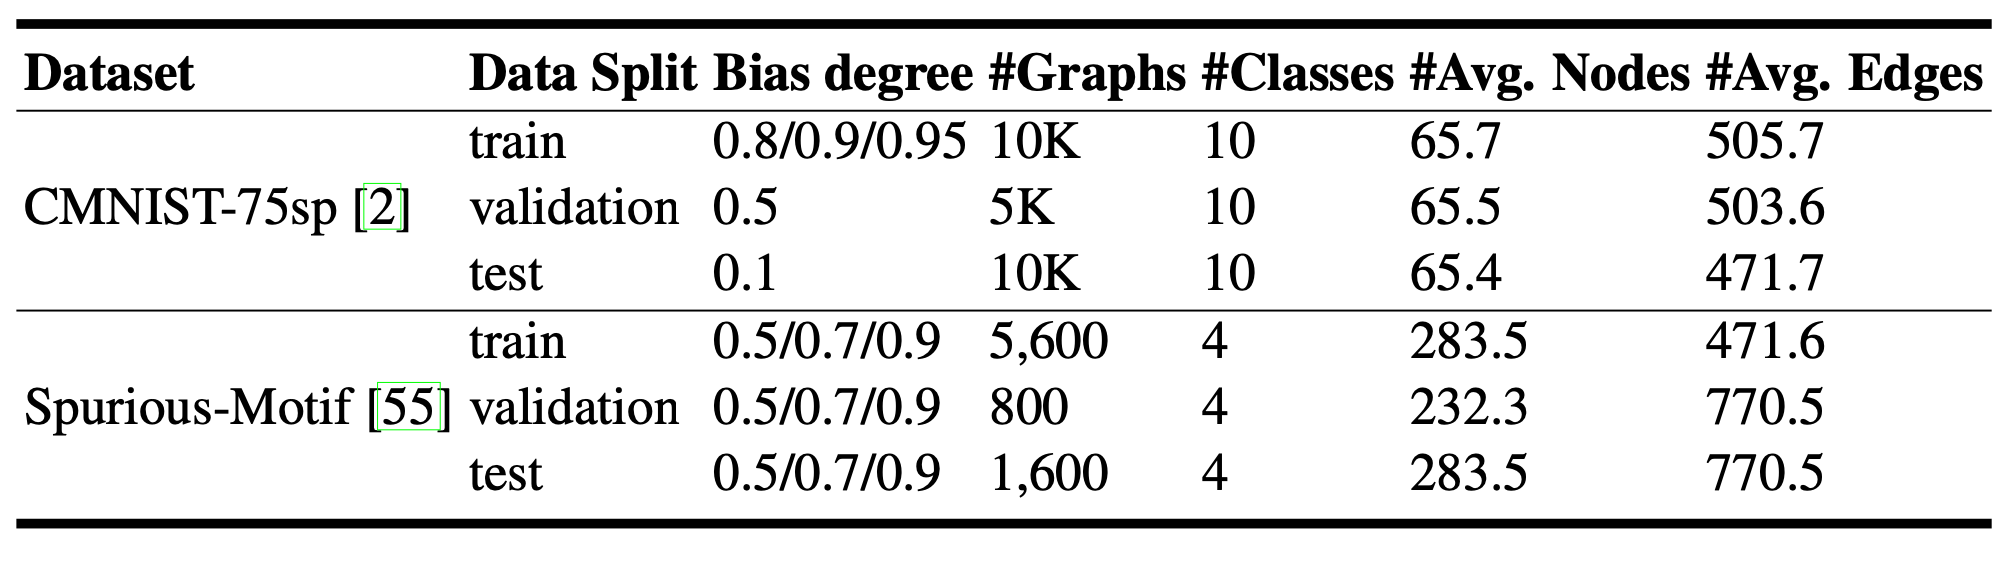 Dataset Data Split Bias degree #Graphs #Classes #Avg. Nodes #Avg. Edges
train 0.8/0.9/0.95 10K 10 65.7 505.7
CMNIST-75sp [2] validation 0.5 5K 10 65.5 503.6
test 0.1 10K 10 65.4 471.7
train 0.5/0.7/0.9 5,600 4 283.5 471.6
Spurious-Motif [55] validation 0.5/0.7/0.9 800 4 232.3 770.5
test 0.5/0.7/0.9 1,600 4 283.5 770.5